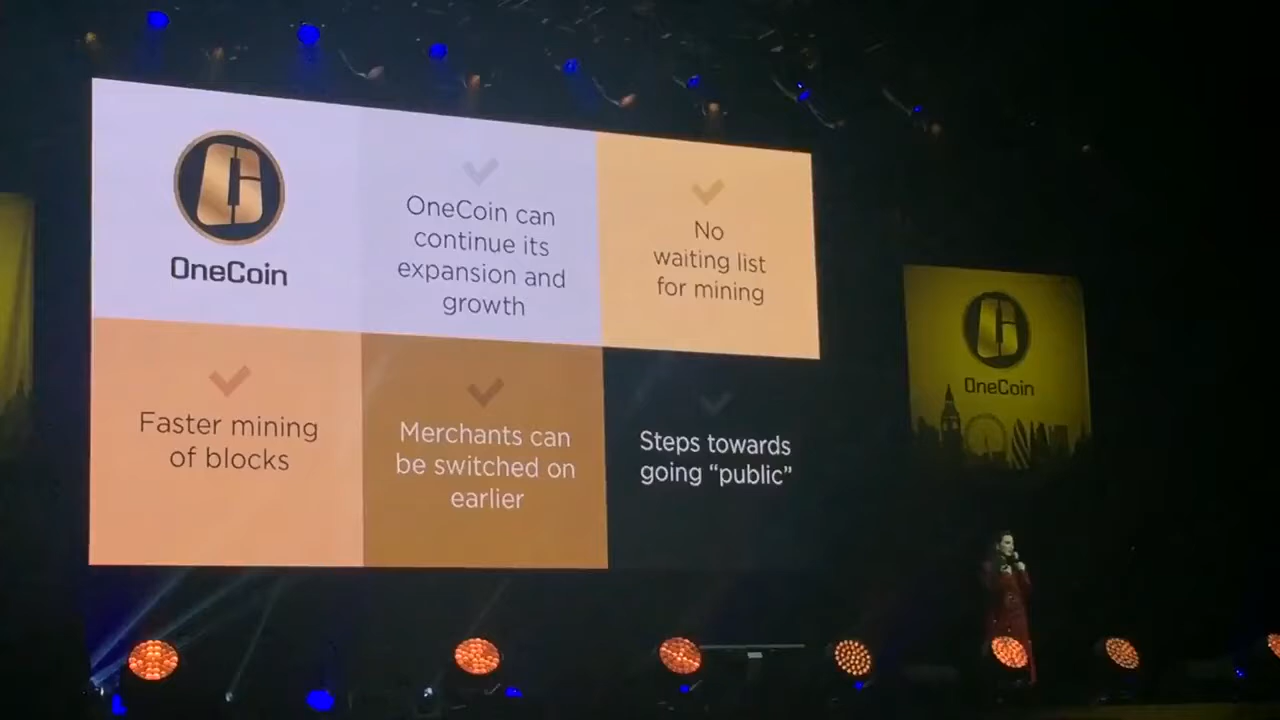 OneCoin
OneCoin can
continue its
expansion and
growth
No
waiting list
for mining
Faster mining
of blocks
Merchants can
be switched on
earlier
Steps towards
going “public”
OneCoin